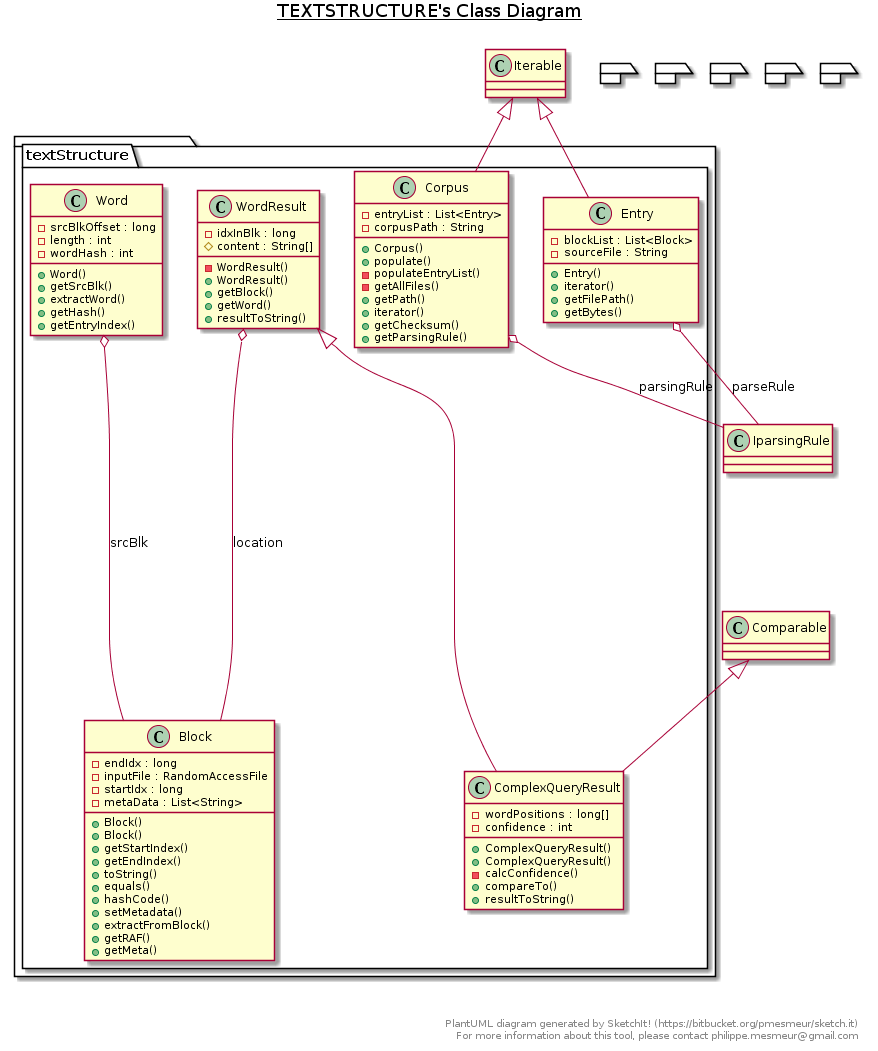 TEXTSTRUCTURE's Class Diagram
C Iterable
textStructure
C Word
srcBlkOffset : long
length : int
wordHash : int
Word()
getSrcBlk()
extractWord()
getHash()
getEntryIndex()
C WordResult
idxInBlk : long
content : String[]
WordResult()
WordResult()
getBlock()
getWord()
resultToString()
C Corpus
entryList : List<Entry>
corpusPath : String
Corpus()
populate()
populateEntryList()
getAllFiles()
getPath()
iterator()
getChecksum()
getParsingRule()
C Entry
blockList : List<Block>
sourceFile : String
Entry()
iterator()
getFilePath()
getBytes()
parsingRule
parseRule
C IparsingRule
srcBlk
location
C Comparable
C Block
endIdx : long
inputFile : RandomAccessFile
startIdx : long
metaData : List<String>
Block()
Block()
getStartIndex()
getEndIndex()
toString()
equals()
hashCode()
setMetadata()
extractFromBlock()
getRAF()
getMeta()
C ComplexQueryResult
wordPositions : long[]
confidence : int
ComplexQueryResult()
ComplexQueryResult()
calcConfidence()
compareTo()
resultToString()
PlantUML diagram generated by SketchIt! (https://bitbucket.org/pmesmeur/sketch.it)
For more information about this tool, please contact philippe.mesmeur@gmail.com